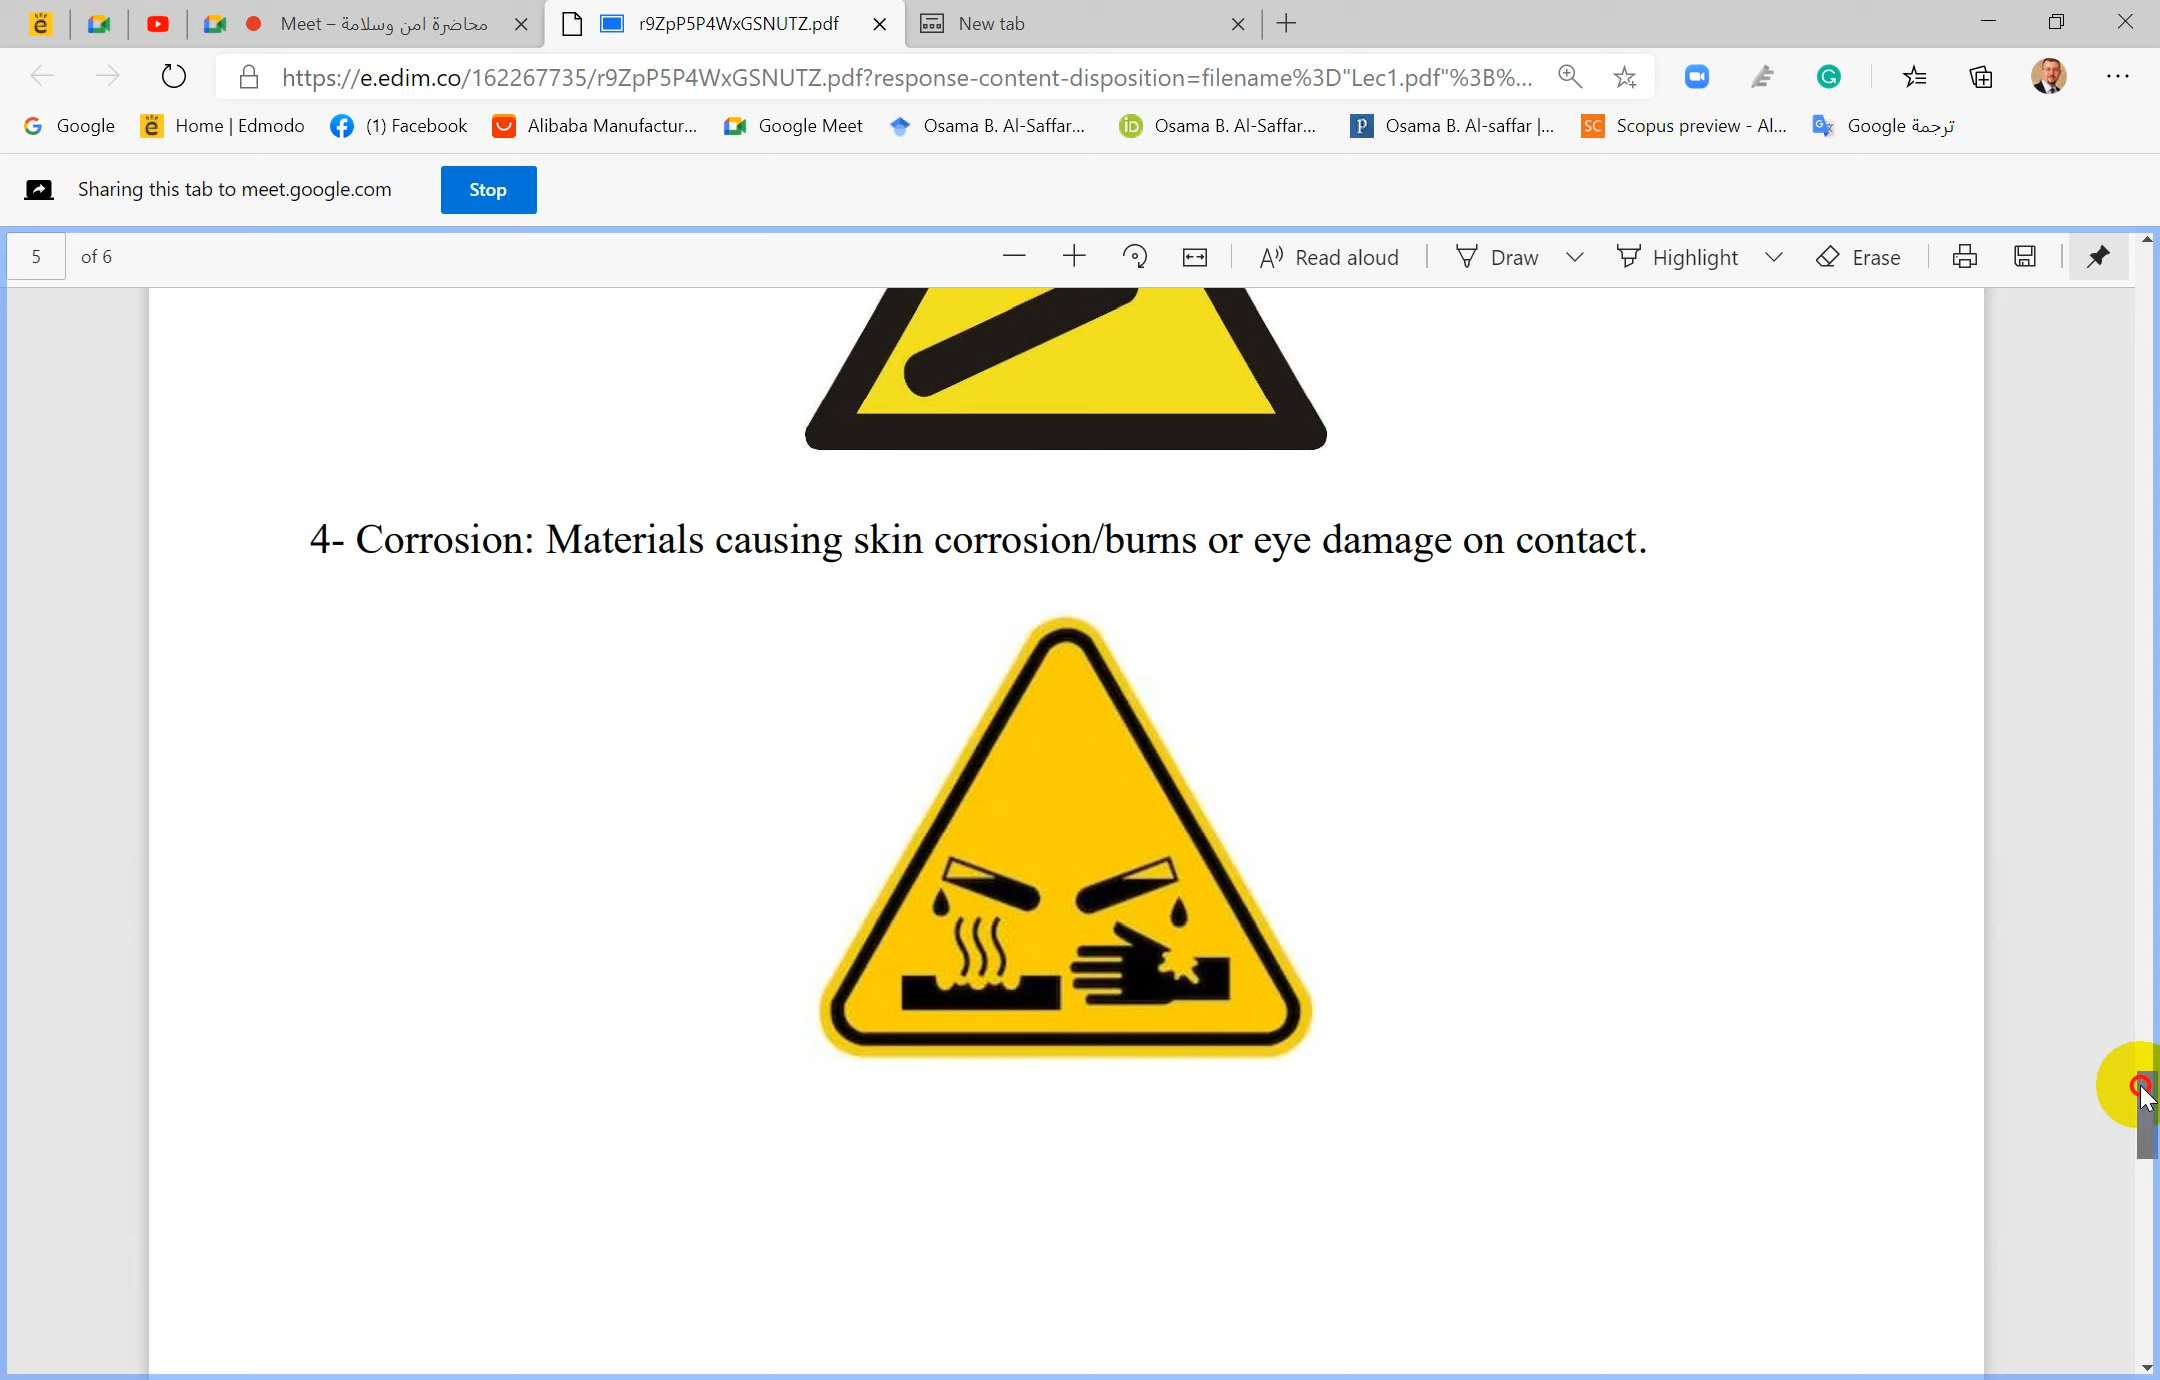 Meet – محاضرة امن وسلامة
r9ZpP5P4WxGSNUTZ.pdf
New tab
https://e.edim.co/162267735/r9ZpP5P4WxGSNUTZ.pdf?response-content-disposition=filename%3D"Lec1.pdf"%3B%...
Google
Home | Edmodo
(1) Facebook
Alibaba Manufactur...
Google Meet
Osama B. Al-Saffar...
Osama B. Al-Saffar...
Osama B. Al-saffar |...
Scopus preview - Al...
ترجمة Google
Sharing this tab to meet.google.com
Stop
5 of 6
Read aloud
Draw
Highlight
Erase
4- Corrosion: Materials causing skin corrosion/burns or eye damage on contact.